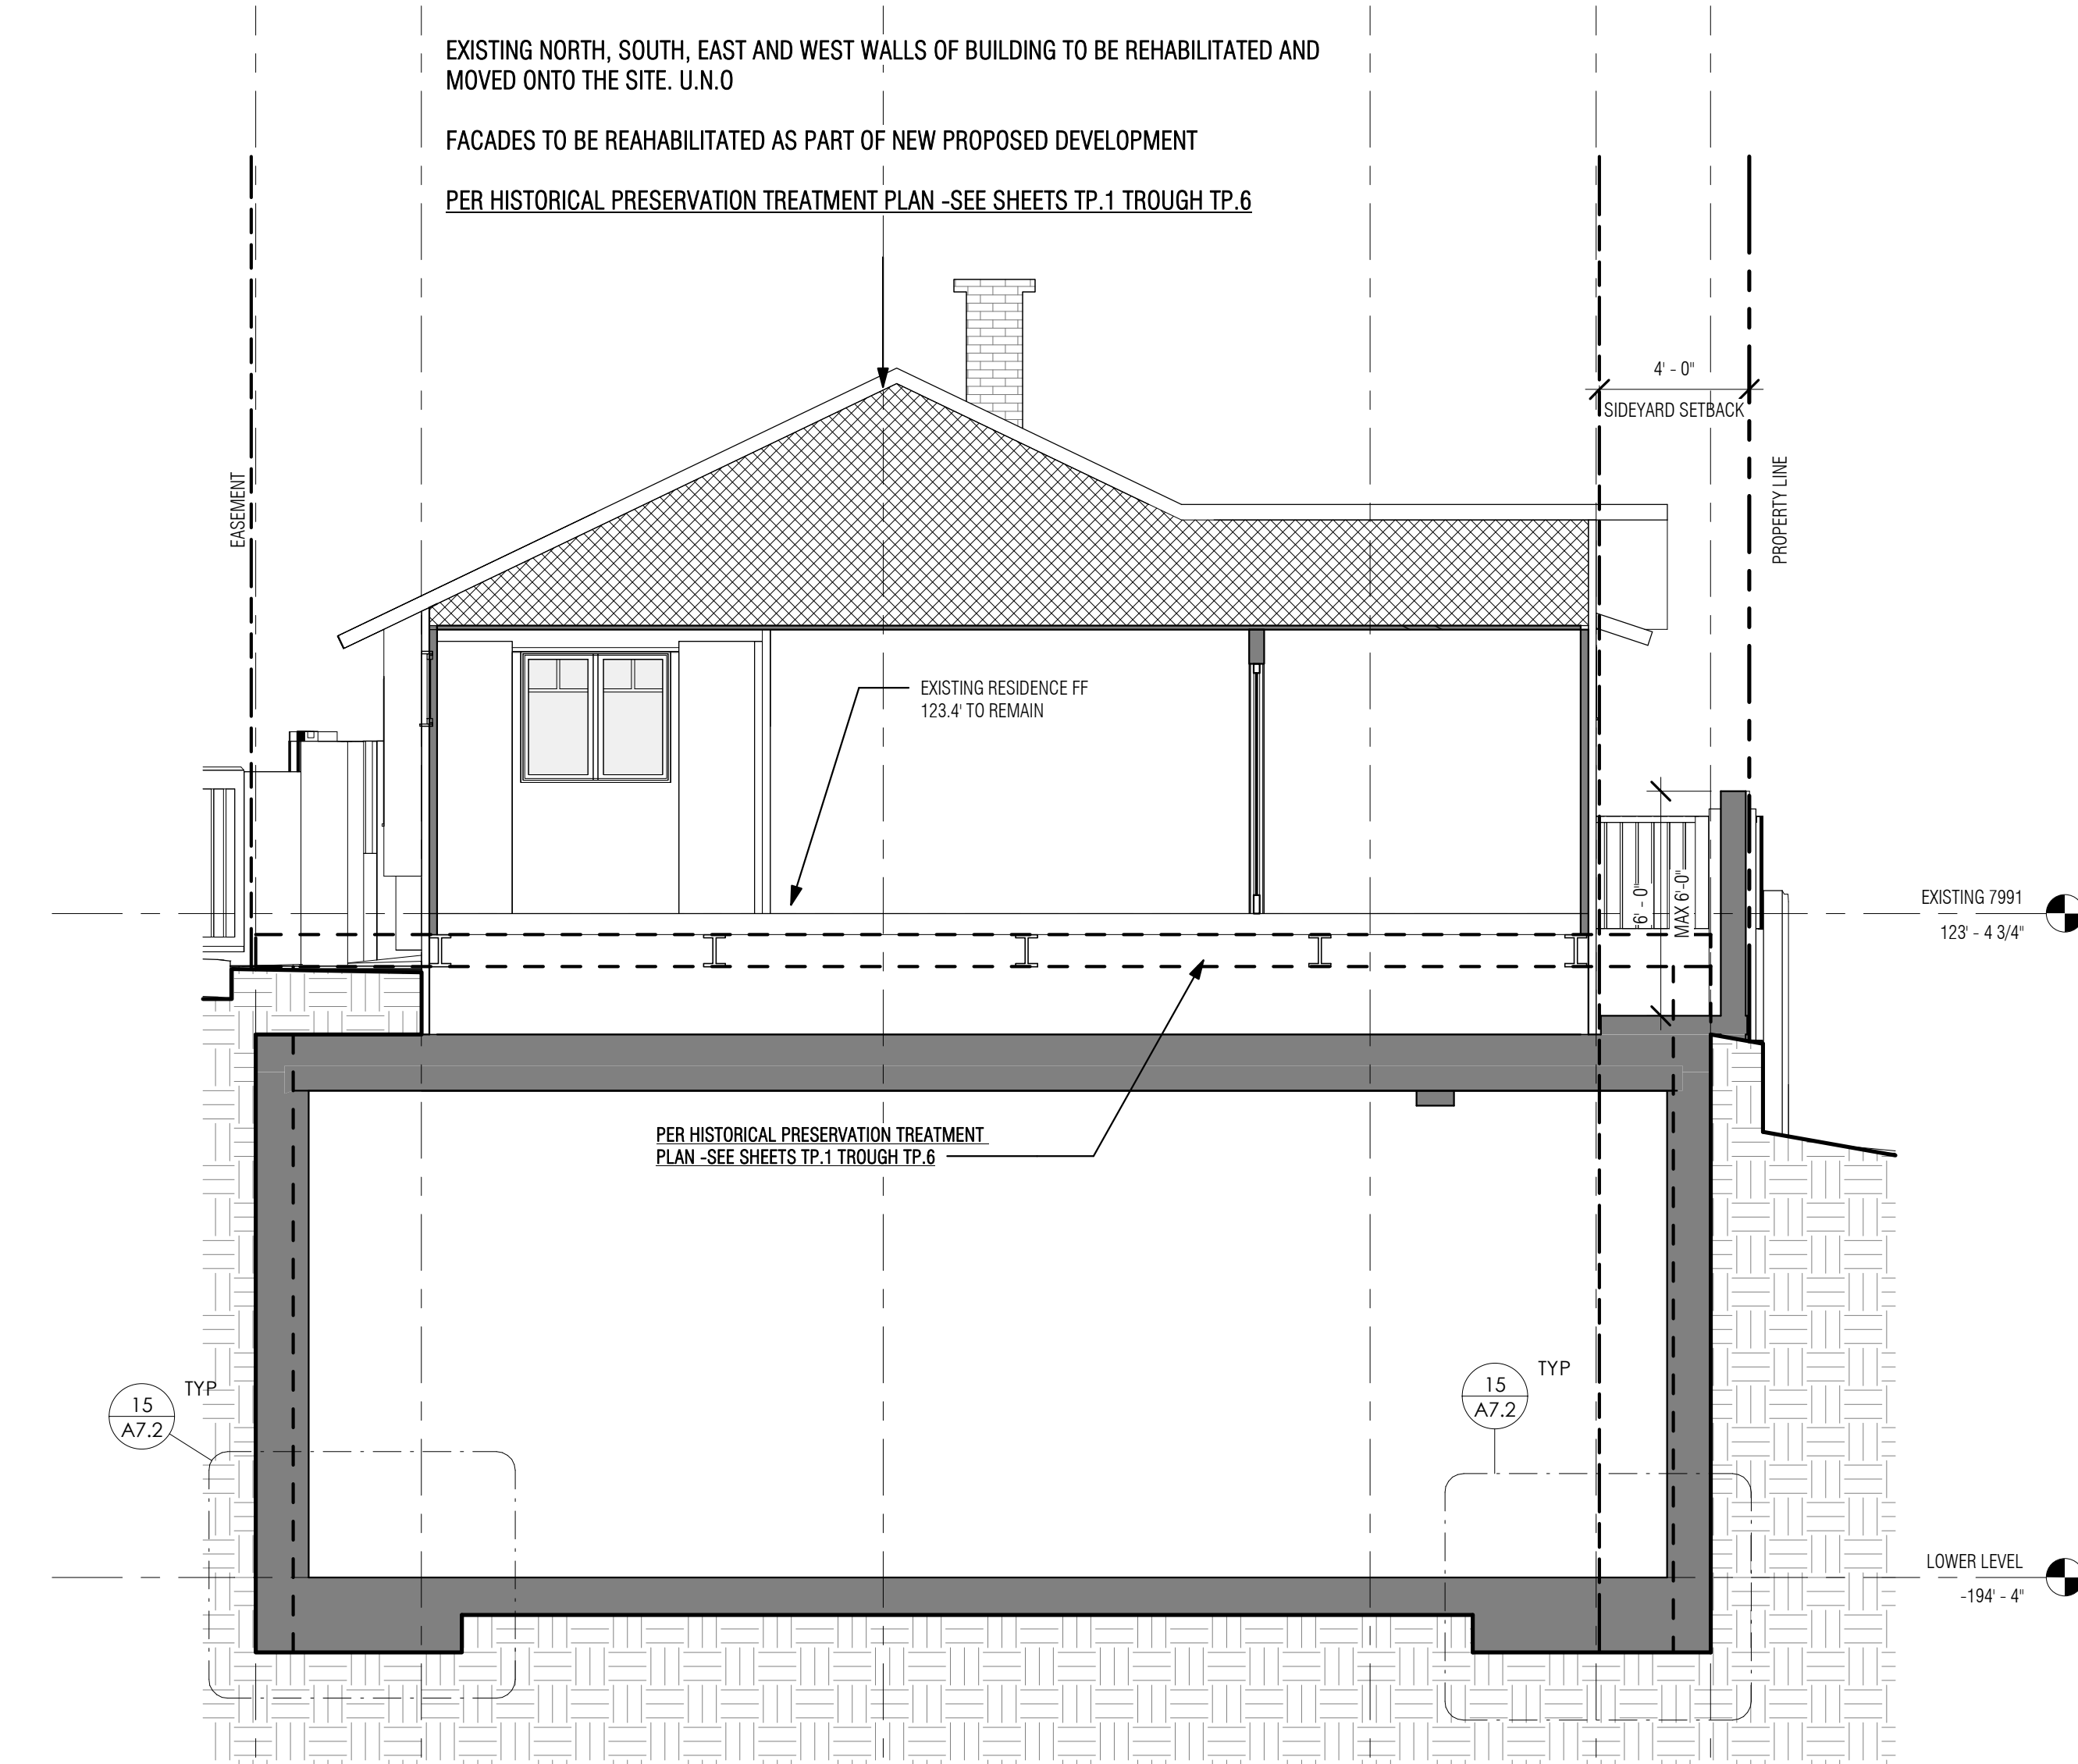 EXISTING NORTH, SOUTH, EAST AND WEST WALLS OF BUILDING TO BE REHABILITATED AND
MOVED ONTO THE SITE. U.N.O
FACADES TO BE REAHABILITATED AS PART OF NEW PROPOSED DEVELOPMENT
PER HISTORICAL PRESERVATION TREATMENT PLAN -SEE SHEETS TP.1 TROUGH TP.6
4' - 0"
SIDEYARD SETBACK
EASEMENT
PROPERTY LINE
EXISTING RESIDENCE FF
123.4' TO REMAIN
6' - 0"
MAX 6'-0"
EXISTING 7991
123' - 4 3/4"
PER HISTORICAL PRESERVATION TREATMENT
PLAN -SEE SHEETS TP.1 TROUGH TP.6
15
A7.2
TYP
15
A7.2
TYP
LOWER LEVEL
-194' - 4"